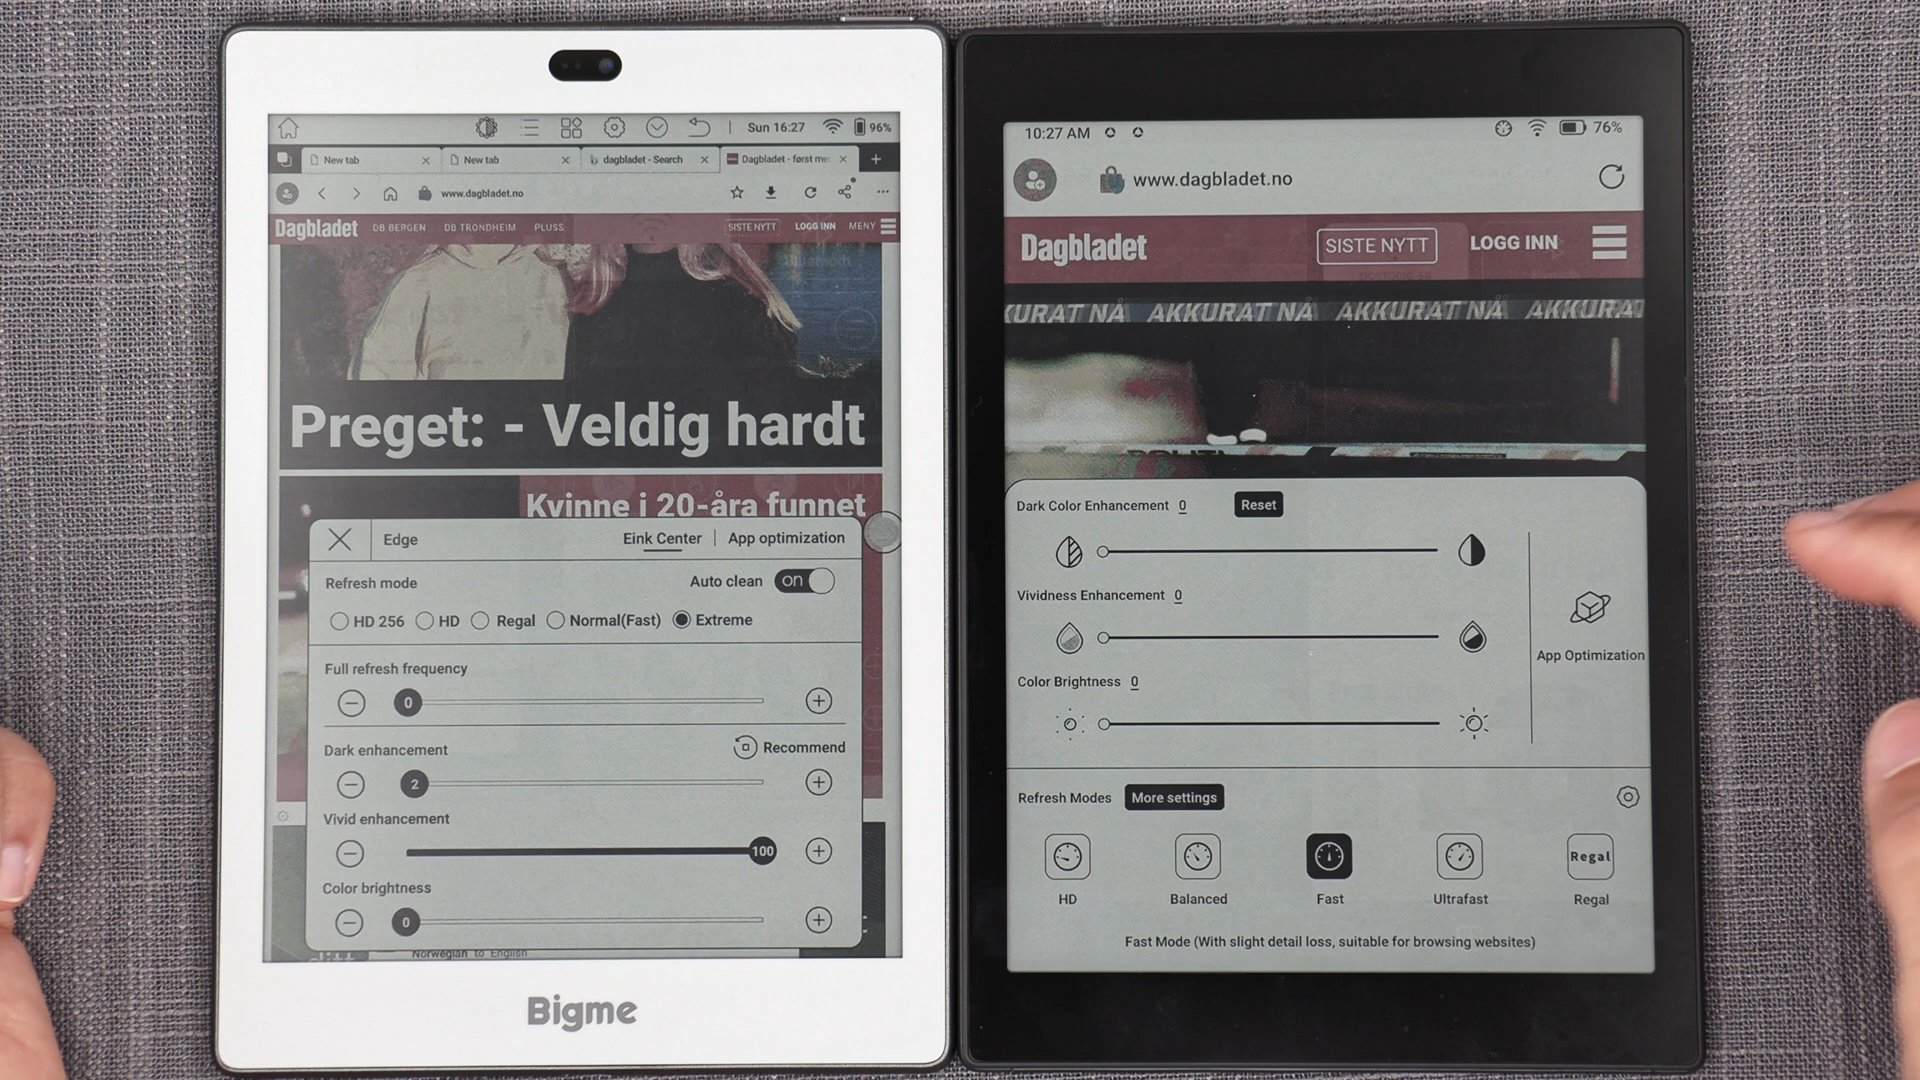 Sun 16:27
96%
New tab
New tab
dagbladet - Search
Dagbladet - først me
www.dagbladet.no
Dagbladet DB BERGEN DB TRONDHEIM PLUSS SISTE NYTT LOGG INN MENY
Preget: - Veldig hardt
Kvinne i 20-åra funnet
Edge
Eink Center
App optimization
Refresh mode
Auto clean
on
HD 256
HD
Regal
Normal(Fast)
Extreme
Full refresh frequency
0
Dark enhancement
Recommend
2
Vivid enhancement
100
Color brightness
0
Norwegian to English
Bigme
10:27 AM
76%
www.dagbladet.no
Dagbladet
SISTE NYTT
LOGG INN
KURAT NÅ AKKURAT NÅ AKKURAT NÅ AKKURAT
Dark Color Enhancement 0
Reset
Vividness Enhancement 0
App Optimization
Color Brightness 0
Refresh Modes
More settings
Regal
HD
Balanced
Fast
Ultrafast
Regal
Fast Mode (With slight detail loss, suitable for browsing websites)